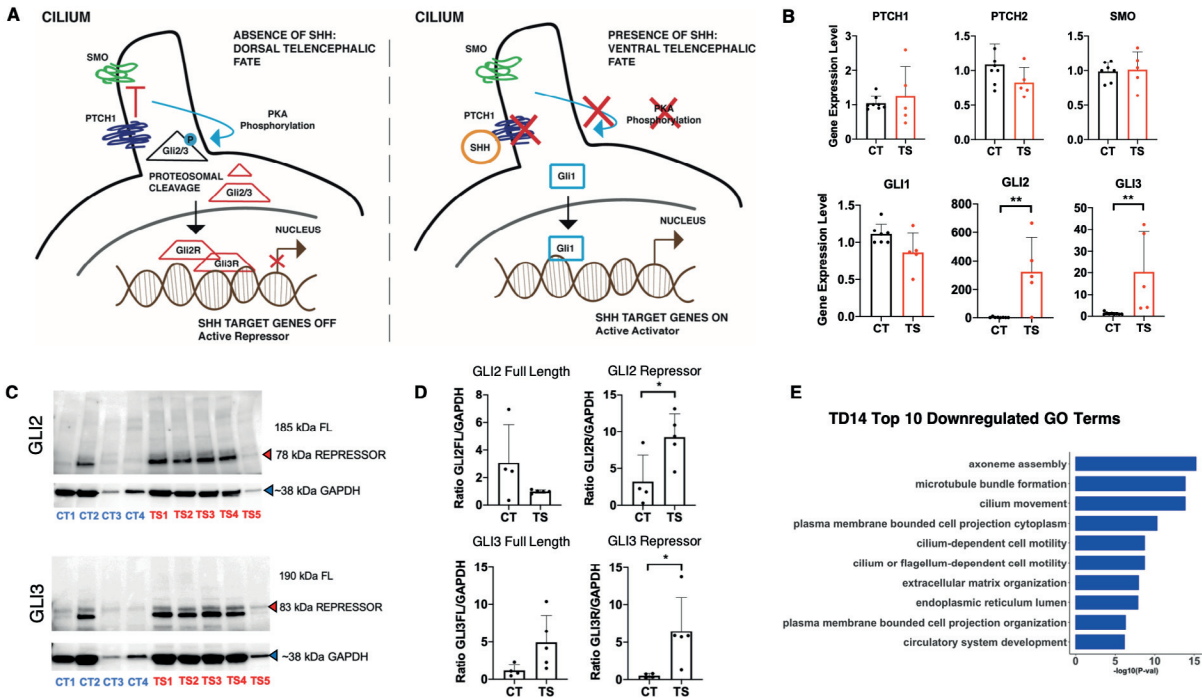 A
CILIUM
ABSENCE OF SHH:
DORSAL TELENCEPHALIC
FATE
SMO
PTCH1
PKA
Phosphorylation
P
Gli2/3
PROTEOSOMAL
CLEAVAGE
Gli2/3
NUCLEUS
Gli2R
Gli3R
SHH TARGET GENES OFF
Active Repressor
CILIUM
PRESENCE OF SHH:
VENTRAL TELENCEPHALIC
FATE
SMO
PTCH1
PKA
Phosphorylation
SHH
Gli1
NUCLEUS
Gli1
SHH TARGET GENES ON
Active Activator
B
PTCH1
Gene Expression Level
3
2
1
0
CT TS
PTCH2
1.5
1.0
0.5
0.0
CT TS
SMO
1.5
1.0
0.5
0.0
CT TS
GLI1
Gene Expression Level
1.5
1.0
0.5
0.0
CT TS
GLI2
**
800
600
400
200
0
CT TS
GLI3
**
50
40
30
20
10
0
CT TS
C
GLI2
185 kDa FL
78 kDa REPRESSOR
~38 kDa GAPDH
CT1 CT2 CT3 CT4 TS1 TS2 TS3 TS4 TS5
GLI3
190 kDa FL
83 kDa REPRESSOR
~38 kDa GAPDH
CT1 CT2 CT3 CT4 TS1 TS2 TS3 TS4 TS5
D
GLI2 Full Length
Ratio GLI2FL/GAPDH
8
6
4
2
0
CT TS
GLI2 Repressor
*
Ratio GLI2R/GAPDH
15
10
5
0
CT TS
GLI3 Full Length
Ratio GLI3FL/GAPDH
15
10
5
0
CT TS
GLI3 Repressor
*
Ratio GLI3R/GAPDH
15
10
5
0
CT TS
E
TD14 Top 10 Downregulated GO Terms
axoneme assembly
microtubule bundle formation
cilium movement
plasma membrane bounded cell projection cytoplasm
cilium-dependent cell motility
cilium or flagellum-dependent cell motility
extracellular matrix organization
endoplasmic reticulum lumen
plasma membrane bounded cell projection organization
circulatory system development
0 5 10 15
-log10(P-val)